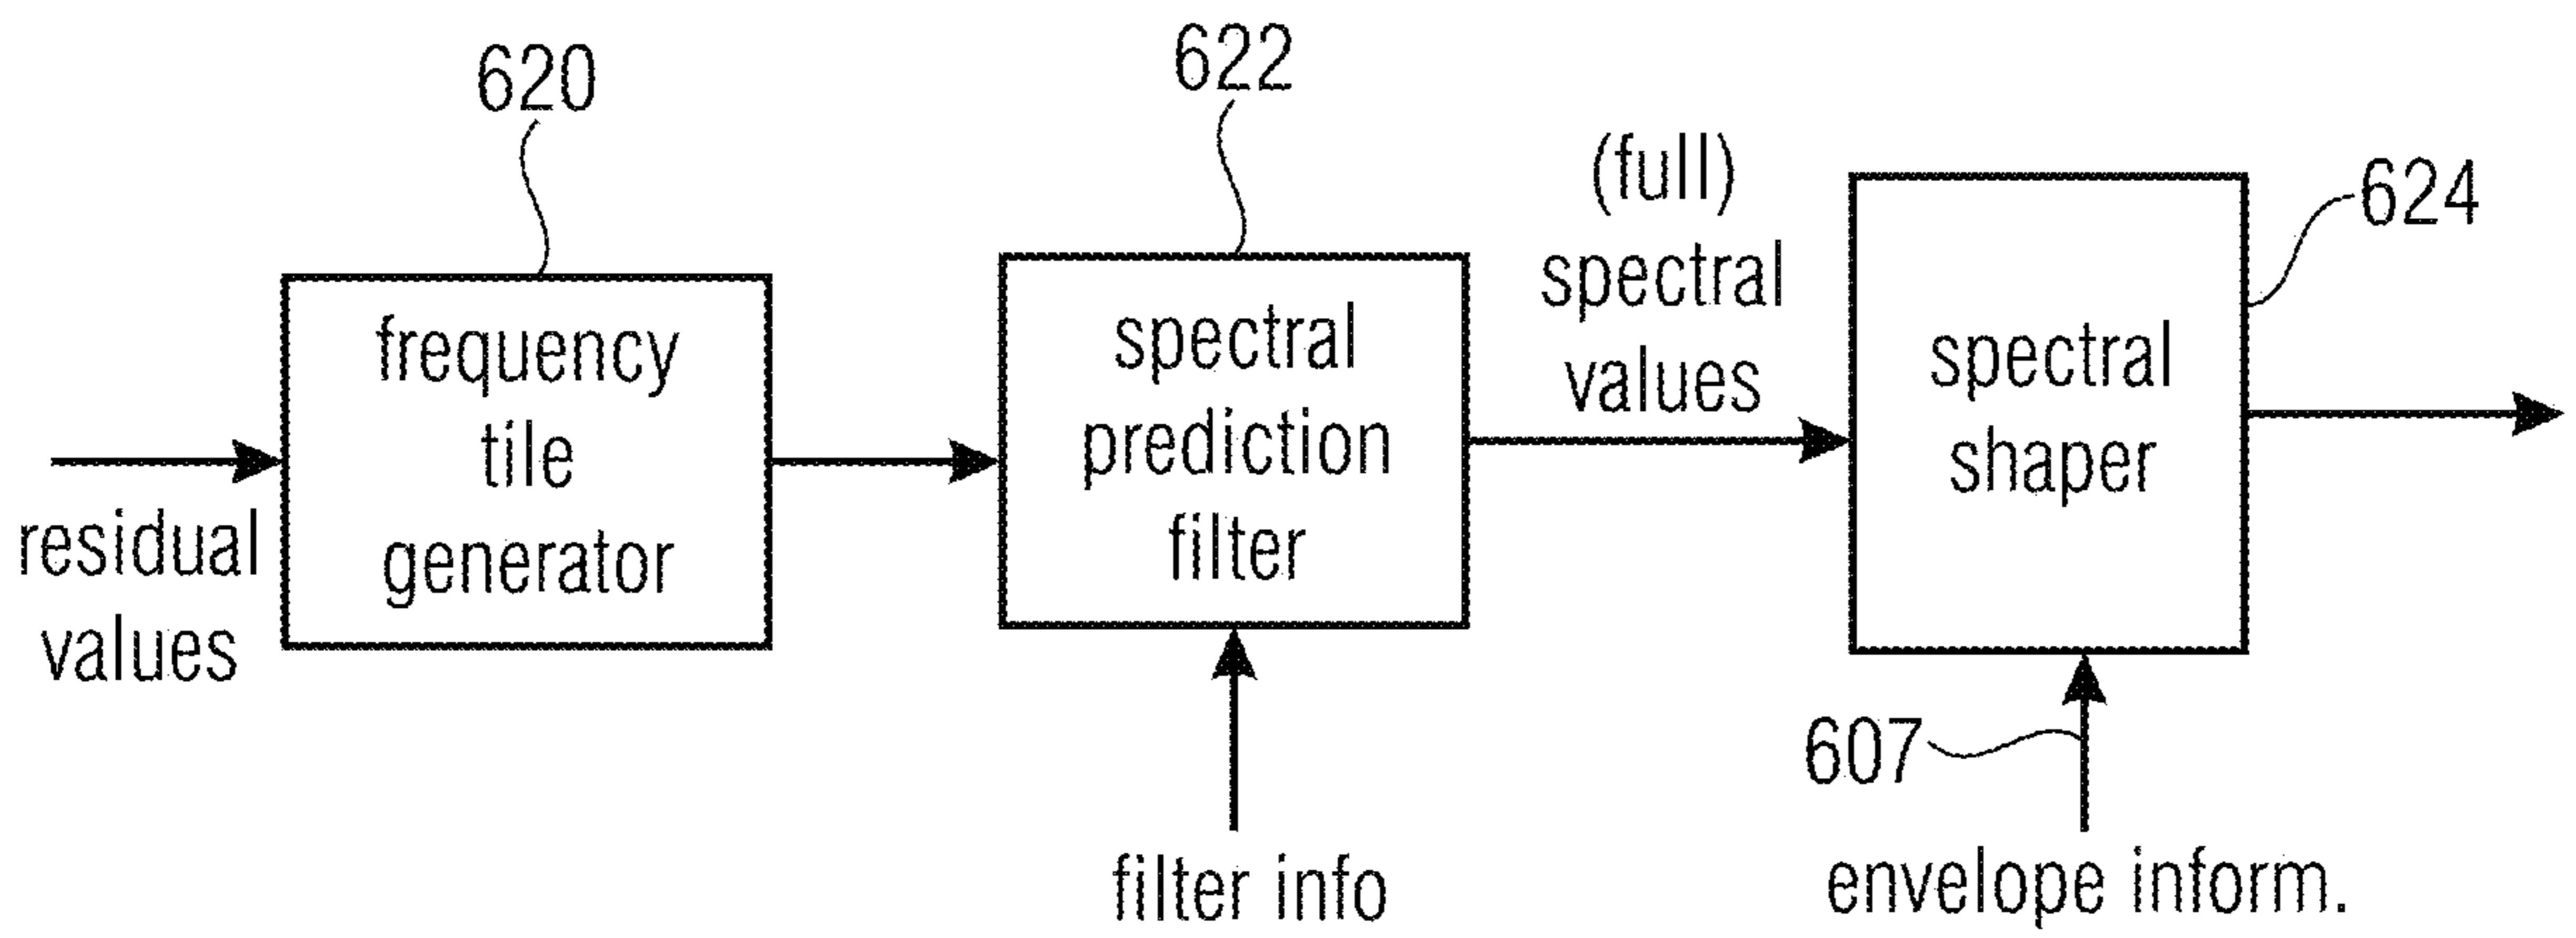 620
622
(full)
spectral
values
624
frequency
tile
generator
spectral
prediction
filter
spectral
shaper
residual
values
607
filter info
envelope inform.